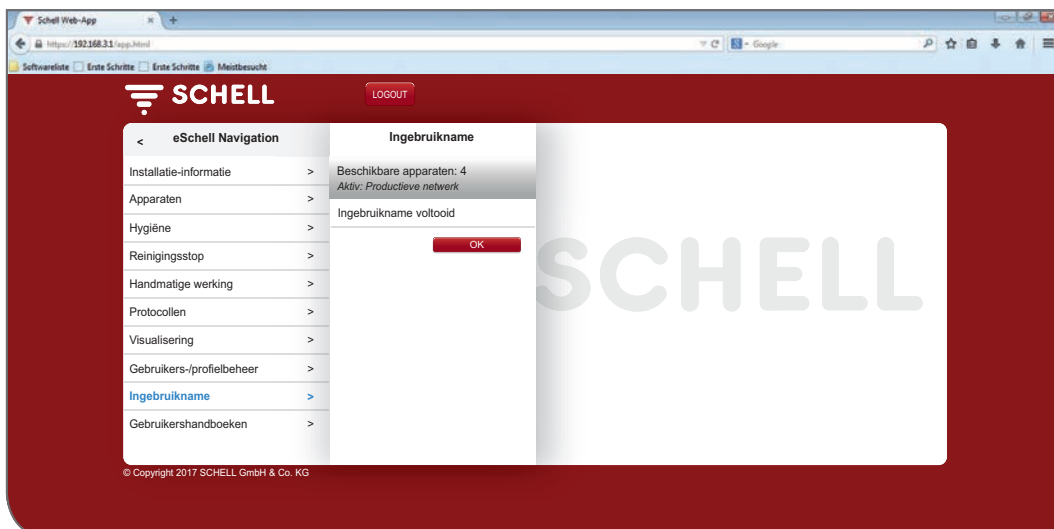 Schell Web-App
https://192.168.3.1/app.html
Google
Softwareliste Erste Schritte Erste Schritte Meistbesucht
SCHELL
LOGOUT
< eSchell Navigation
Installatie-informatie >
Apparaten >
Hygiëne >
Reinigingsstop >
Handmatige werking >
Protocollen >
Visualisering >
Gebruikers-/profielbeheer >
Ingebruikname >
Gebruikershandboeken >
Ingebruikname
Beschikbare apparaten: 4
Aktiv: Productieve netwerk
Ingebruikname voltooid
OK
SCHELL
© Copyright 2017 SCHELL GmbH & Co. KG